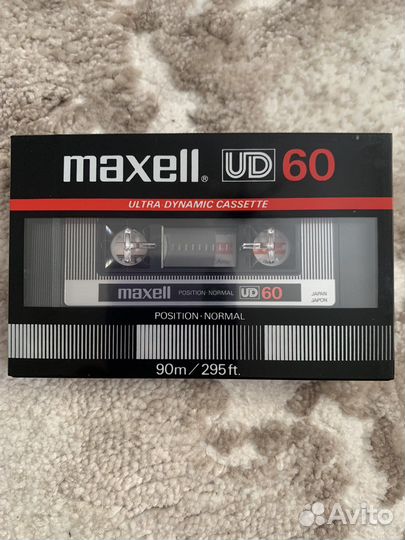 maxell® UD 60
ULTRA DYNAMIC CASSETTE
maxell POSITION·NORMAL UD 60
JAPAN
JAPON
POSITION·NORMAL
90m/295ft.
Avito